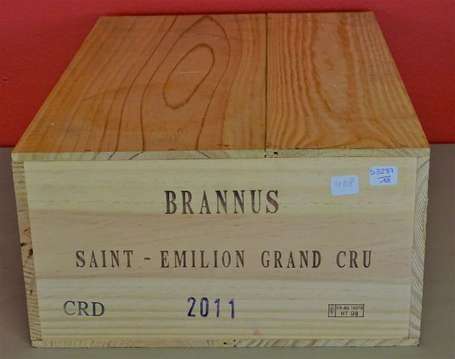 BRANNUS
SAINT - EMILION GRAND CRU
CRD 2011